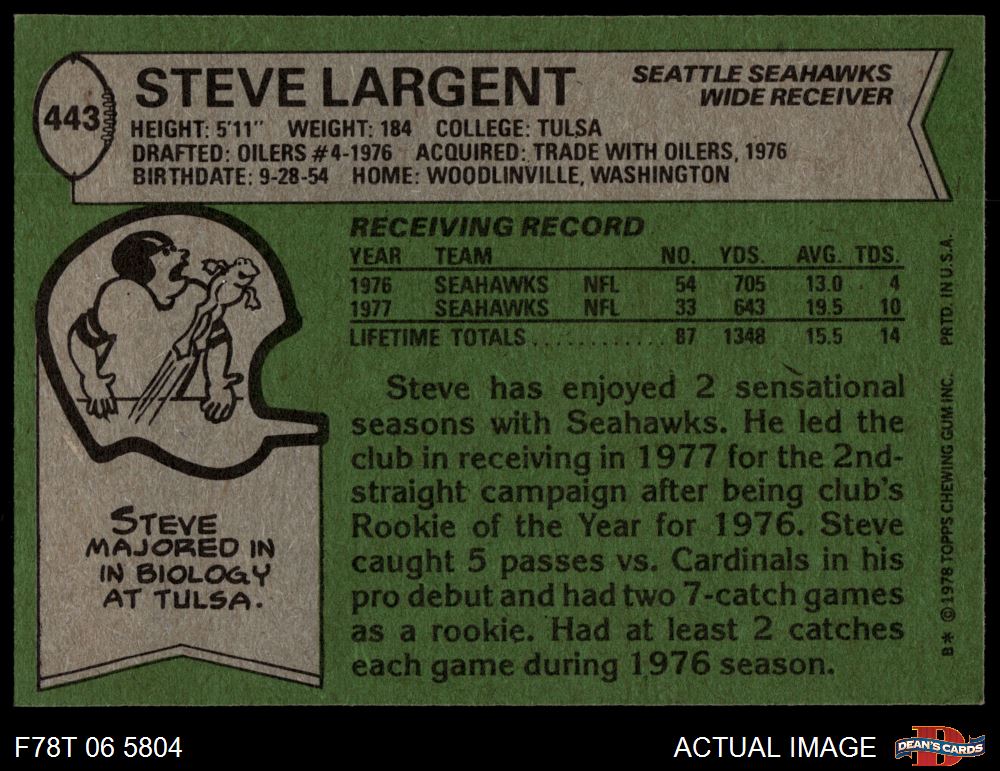 443
STEVE LARGENT
SEATTLE SEAHAWKS
WIDE RECEIVER
HEIGHT: 5'11" WEIGHT: 184 COLLEGE: TULSA
DRAFTED: OILERS #4-1976 ACQUIRED: TRADE WITH OILERS, 1976
BIRTHDATE: 9-28-54 HOME: WOODLINVILLE, WASHINGTON
RECEIVING RECORD
YEAR TEAM NO. YDS. AVG. TDS.
1976 SEAHAWKS NFL 54 705 13.0 4
1977 SEAHAWKS NFL 33 643 19.5 10
LIFETIME TOTALS............ 87 1348 15.5 14
Steve has enjoyed 2 sensational
seasons with Seahawks. He led the
club in receiving in 1977 for the 2nd-
straight campaign after being club's
Rookie of the Year for 1976. Steve
caught 5 passes vs. Cardinals in his
pro debut and had two 7-catch games
as a rookie. Had at least 2 catches
each game during 1976 season.
STEVE
MAJORED IN
IN BIOLOGY
AT TULSA.
B* © 1978 TOPPS CHEWING GUM INC. PRTD. IN U.S.A.
F78T 06 5804
ACTUAL IMAGE
DEAN'S CARDS